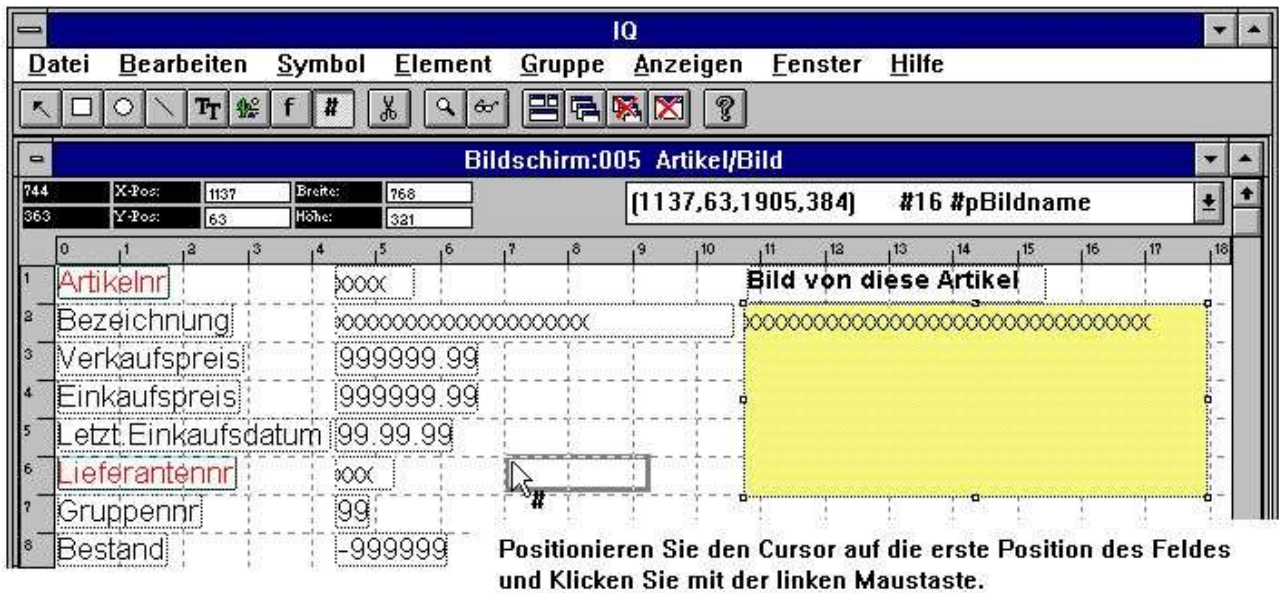 IQ
Datei Bearbeiten Symbol Element Gruppe Anzeigen Fenster Hilfe
TT f # ?
Bildschirm:005 Artikel/Bild
744 X-Pos: 1137 Breite: 768
363 Y-Pos: 63 Höhe: 321
(1137,63,1905,384) #16 #pBildname
0 1 2 3 4 5 6 7 8 9 10 11 12 13 14 15 16 17 18
1 Artikelnr XXXX Bild von diese Artikel
2 Bezeichnung XXXXXXXXXXXXXXXXXXXX XXXXXXXXXXXXXXXXXXXXXXXXXXXXXXXX
3 Verkaufspreis 999999.99
4 Einkaufspreis 999999.99
5 Letzt.Einkaufsdatum 99.99.99
6 Lieferantennr XXX
#
7 Gruppennr 99
8 Bestand -999999
Positionieren Sie den Cursor auf die erste Position des Feldes
und Klicken Sie mit der linken Maustaste.